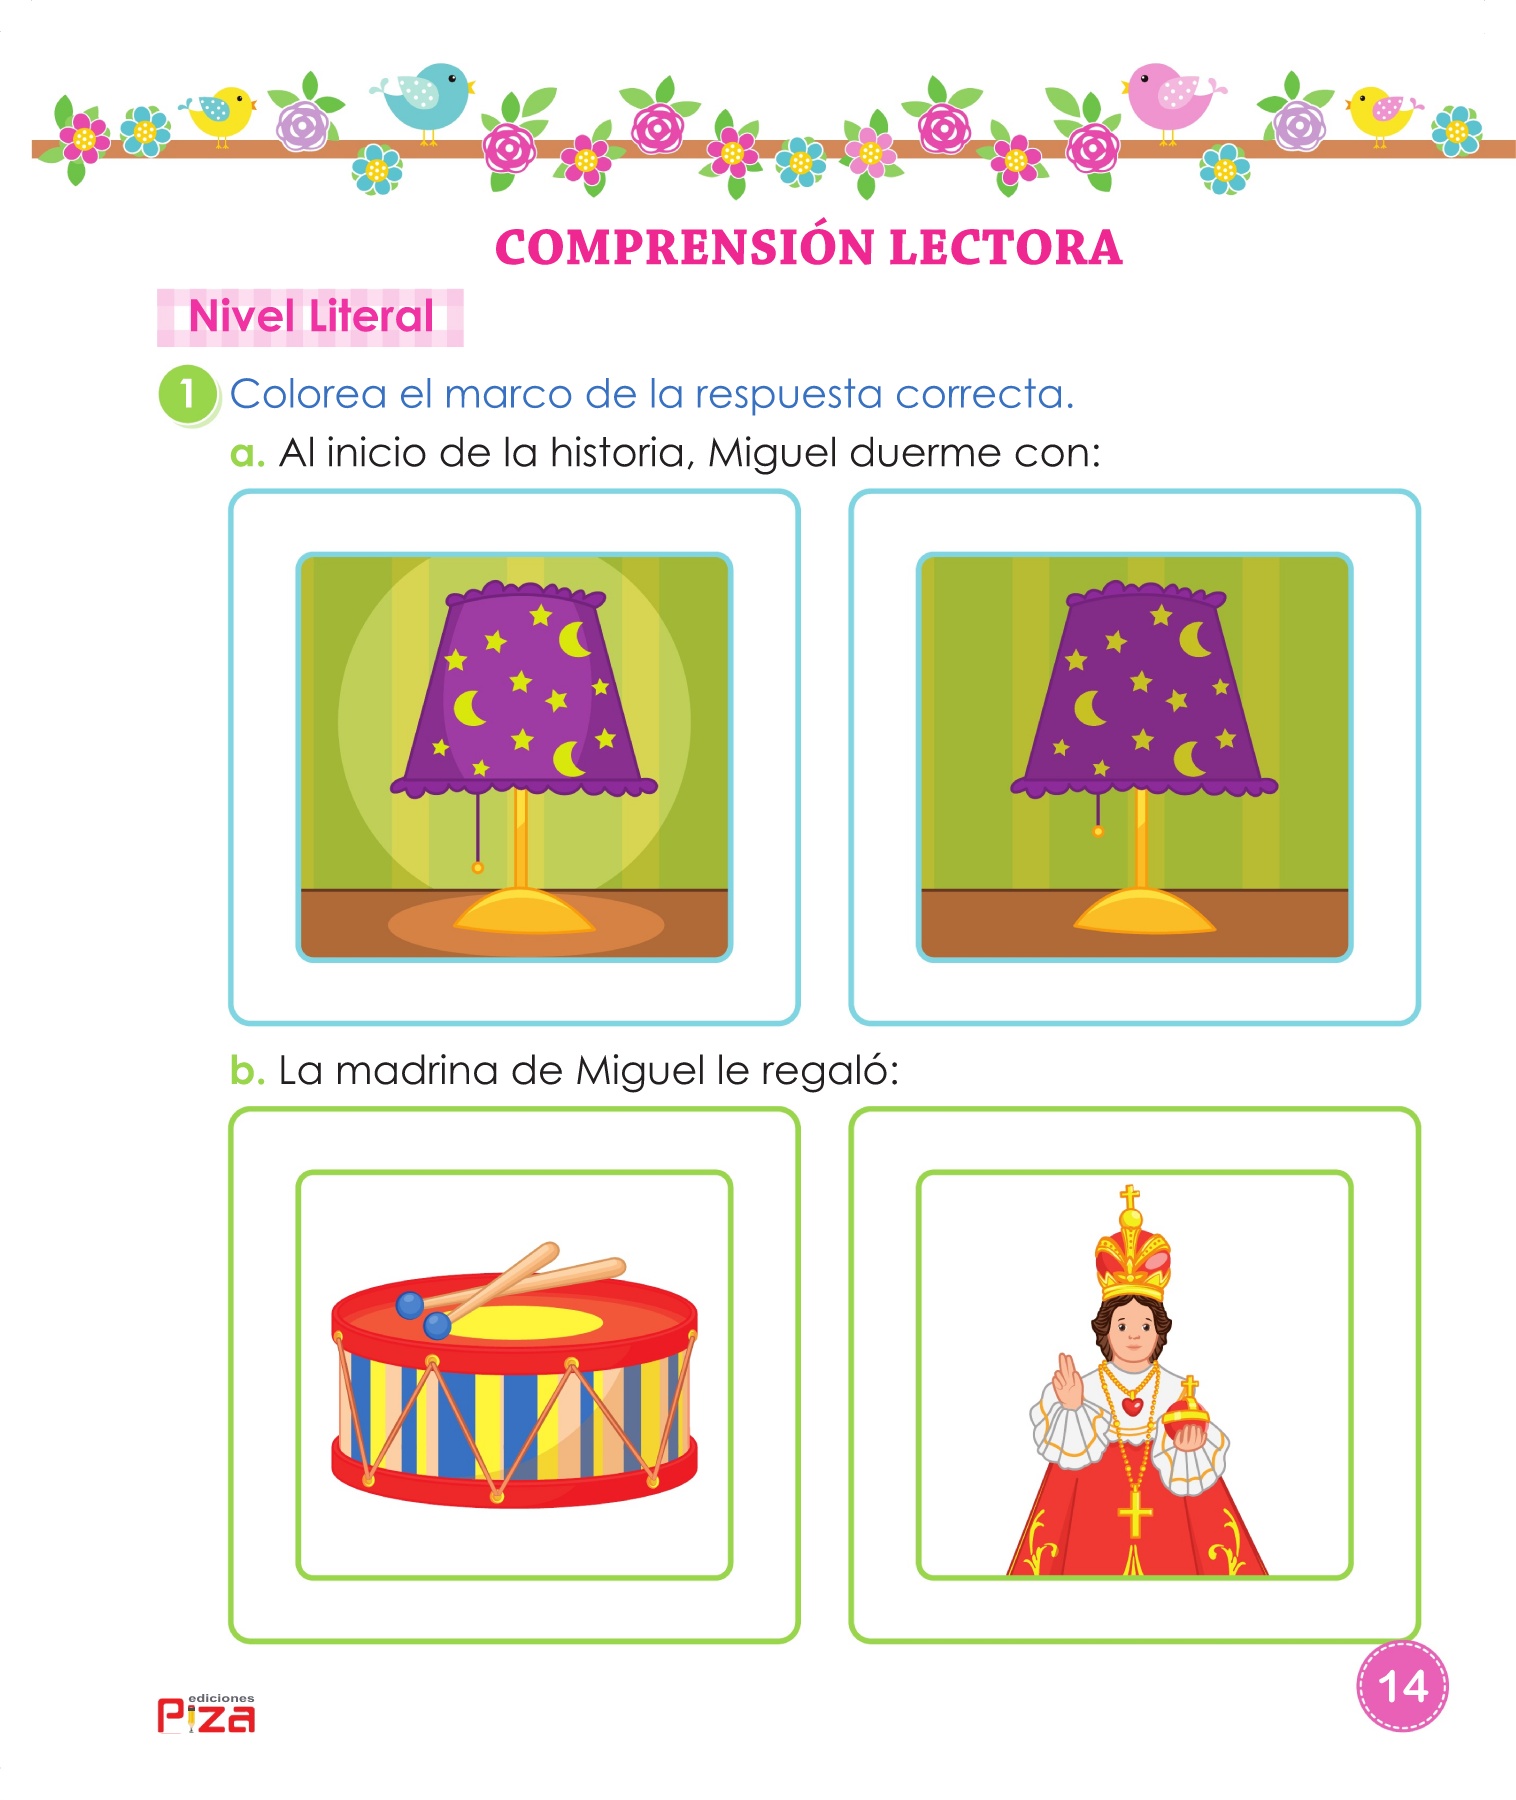 COMPRENSIÓN LECTORA
Nivel Literal
1 Colorea el marco de la respuesta correcta.
a. Al inicio de la historia, Miguel duerme con:
b. La madrina de Miguel le regaló:
ediciones
Piza
14